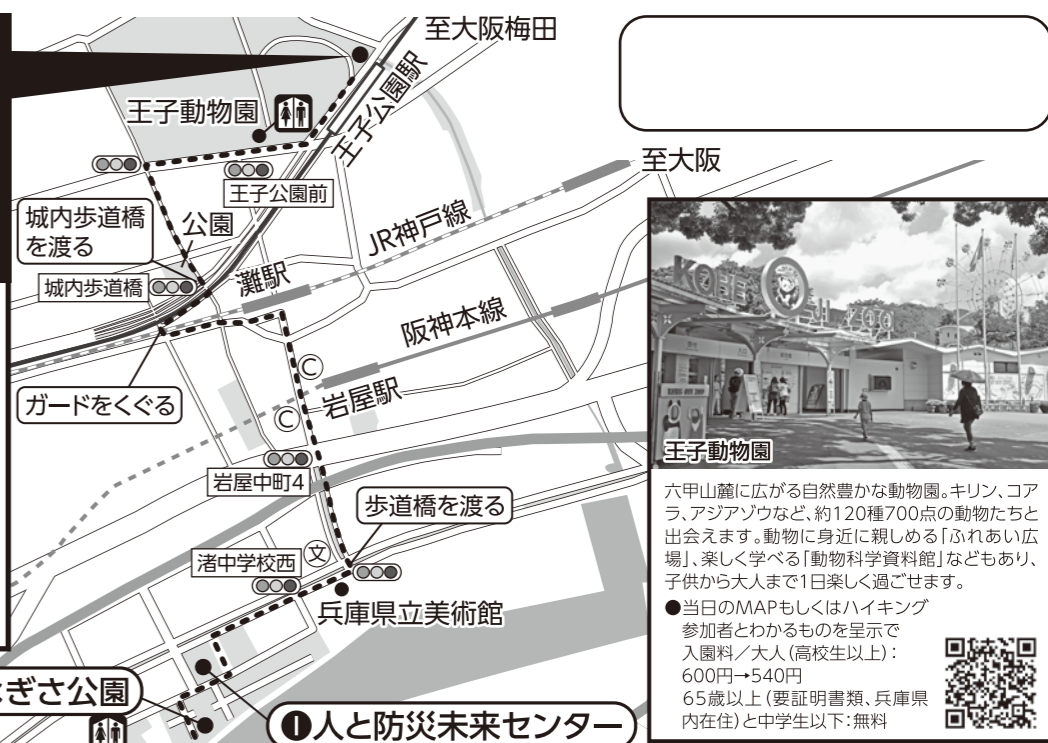 至大阪梅田
王子公園駅
王子動物園
王子公園前
至大阪
城内歩道橋
を渡る
公園
JR神戸線
城内歩道橋
灘駅
阪神本線
ガードをくぐる
C
C
岩屋駅
岩屋中町4
歩道橋を渡る
渚中学校西
文
兵庫県立美術館
ぎさ公園
❶人と防災未来センター
KOBE OJI ZOO
王子動物園
六甲山麓に広がる自然豊かな動物園。キリン、コア
ラ、アジアゾウなど、約120種700点の動物たちと
出会えます。動物に身近に親しめる「ふれあい広
場」、楽しく学べる「動物科学資料館」などもあり、
子供から大人まで1日楽しく過ごせます。
●当日のMAPもしくはハイキング
参加者とわかるものを呈示で
入園料／大人(高校生以上)：
600円→540円
65歳以上(要証明書類、兵庫県
内在住)と中学生以下：無料